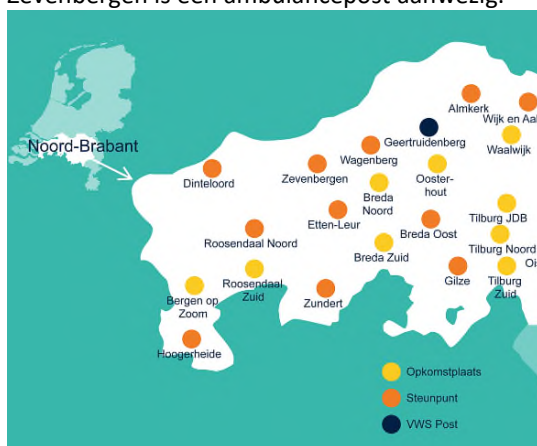 Zevenbergen is een ambulancepost aanwezig.
Noord-Brabant
Almkerk
Wijk en Aal
Geertruidenberg
Waalwijk
Wagenberg
Dinteloord
Zevenbergen
Ooster-
hout
Breda
Noord
Etten-Leur
Tilburg JDB
Roosendaal Noord
Breda Oost
Tilburg Noord
Breda Zuid
Ois
Roosendaal
Zuid
Gilze
Tilburg
Zuid
Bergen op
Zoom
Zundert
Hoogerheide
Opkomstplaats
Steunpunt
VWS Post